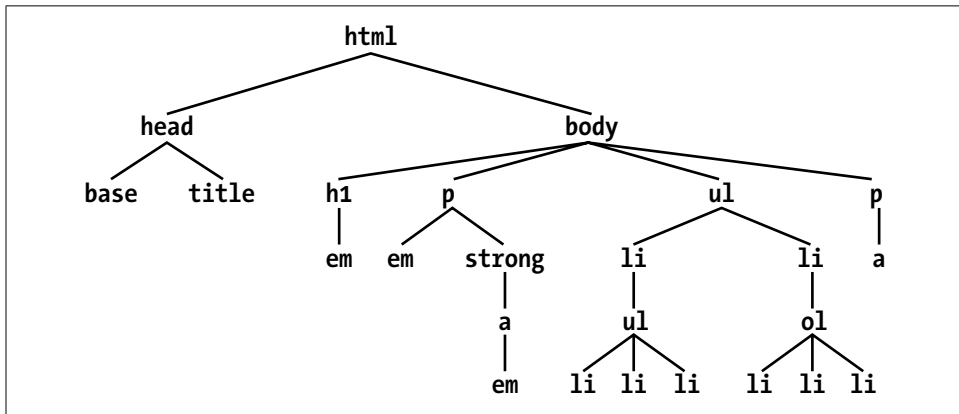 html
head body
base title h1 p ul p
em em strong li li a
a ul ol
em li li li li li li